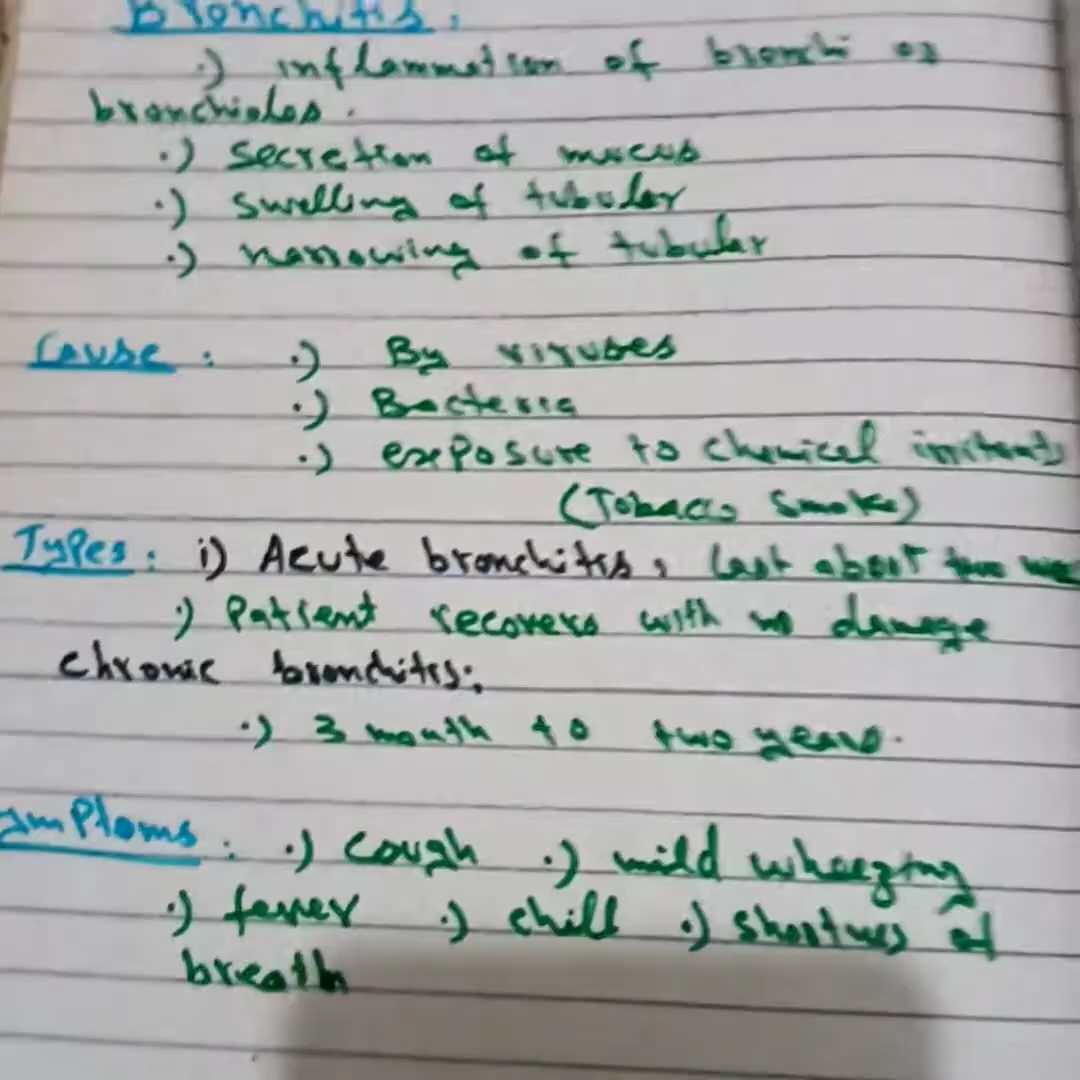 Bronchitis :
·) inflammation of bronchi or
bronchioles .
·) secretion of mucus
·) swelling of tubular
·) narrowing of tubular
Cause : ·) By viruses
·) Bacteria
·) exposure to chemical irritants
(Tobacco Smoke)
Types : i) Acute bronchitis , last about two
·) Patient recovers with no damage
chronic bronchitis :,
·) 3 month to two years .
ymptoms : ·) cough ·) mild wheezing
·) fever ·) chill ·) shortness of
breath